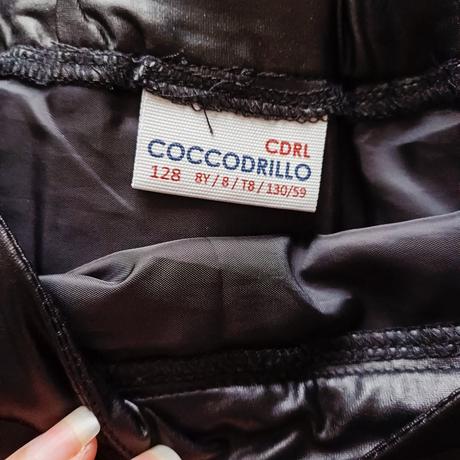 CDRL
COCCODRILLO
128 8Y / 8 / T8 / 130/59